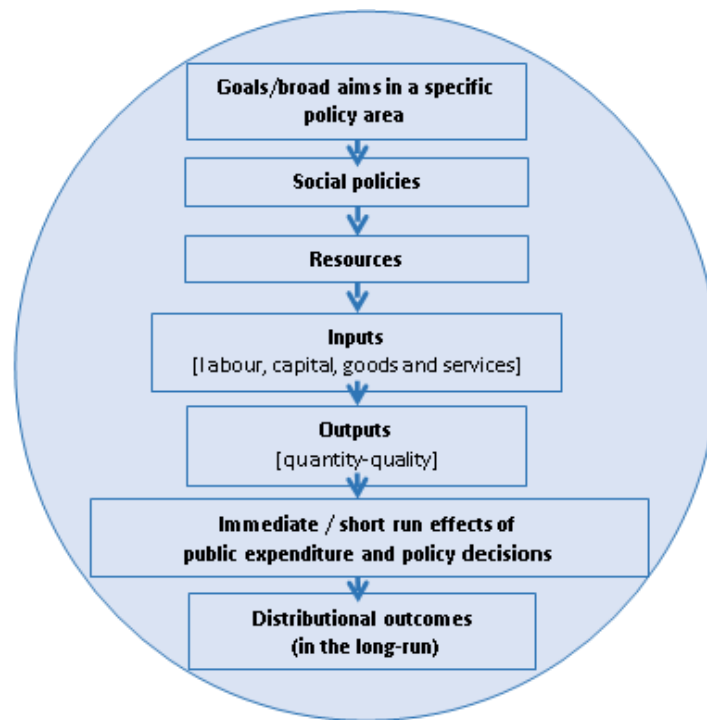 Goals/broad aims in a specific
policy area
Social policies
Resources
Inputs
[labour, capital, goods and services]
Outputs
[quantity-quality]
Immediate / short run effects of
public expenditure and policy decisions
Distributional outcomes
(in the long-run)